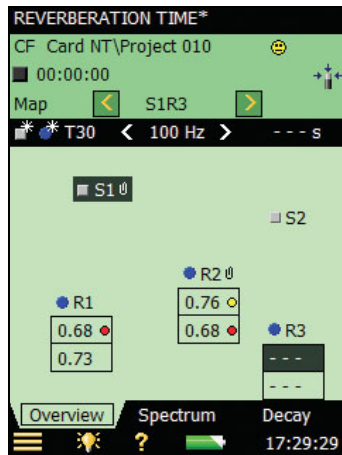 REVERBERATION TIME*
CF Card NT\Project 010
00:00:00
Map < S1R3 >
T30 < 100 Hz > - - - s
S1
S2
R2
R1
0.76
0.68
0.68
R3
0.73
- - -
- - -
Overview Spectrum Decay
? 17:29:29